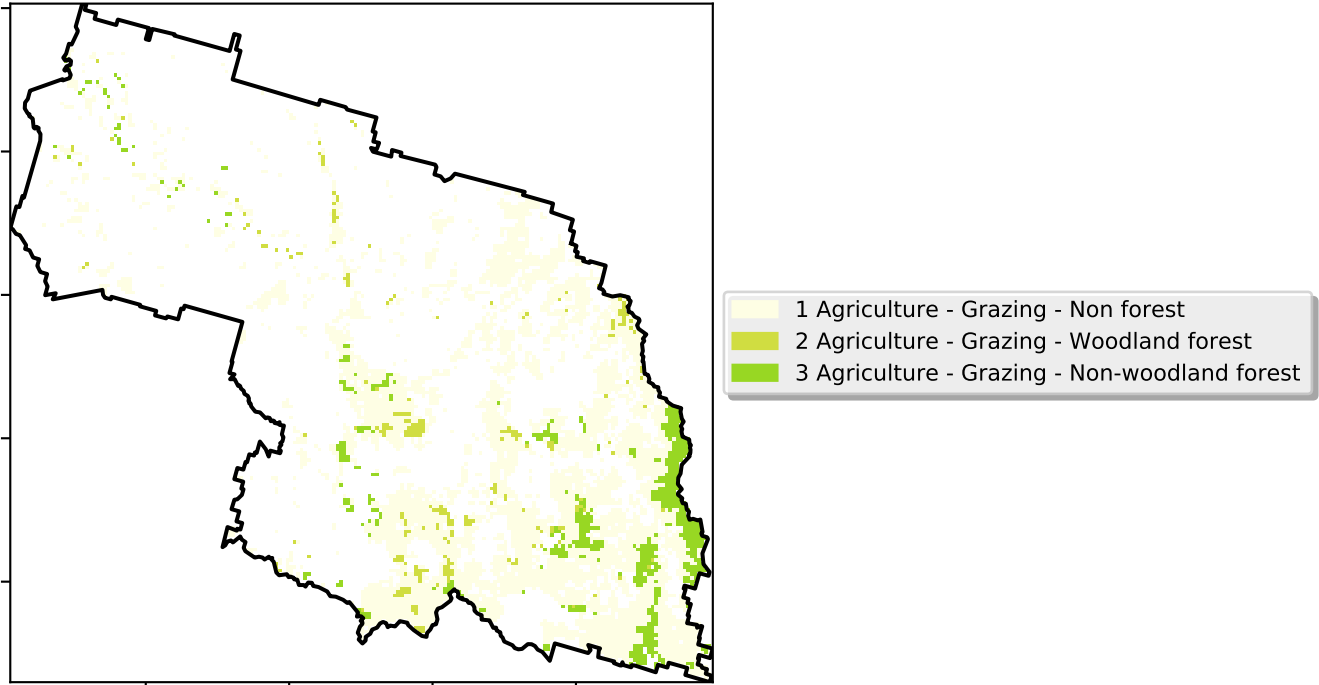 1 Agriculture - Grazing - Non forest
2 Agriculture - Grazing - Woodland forest
3 Agriculture - Grazing - Non-woodland forest